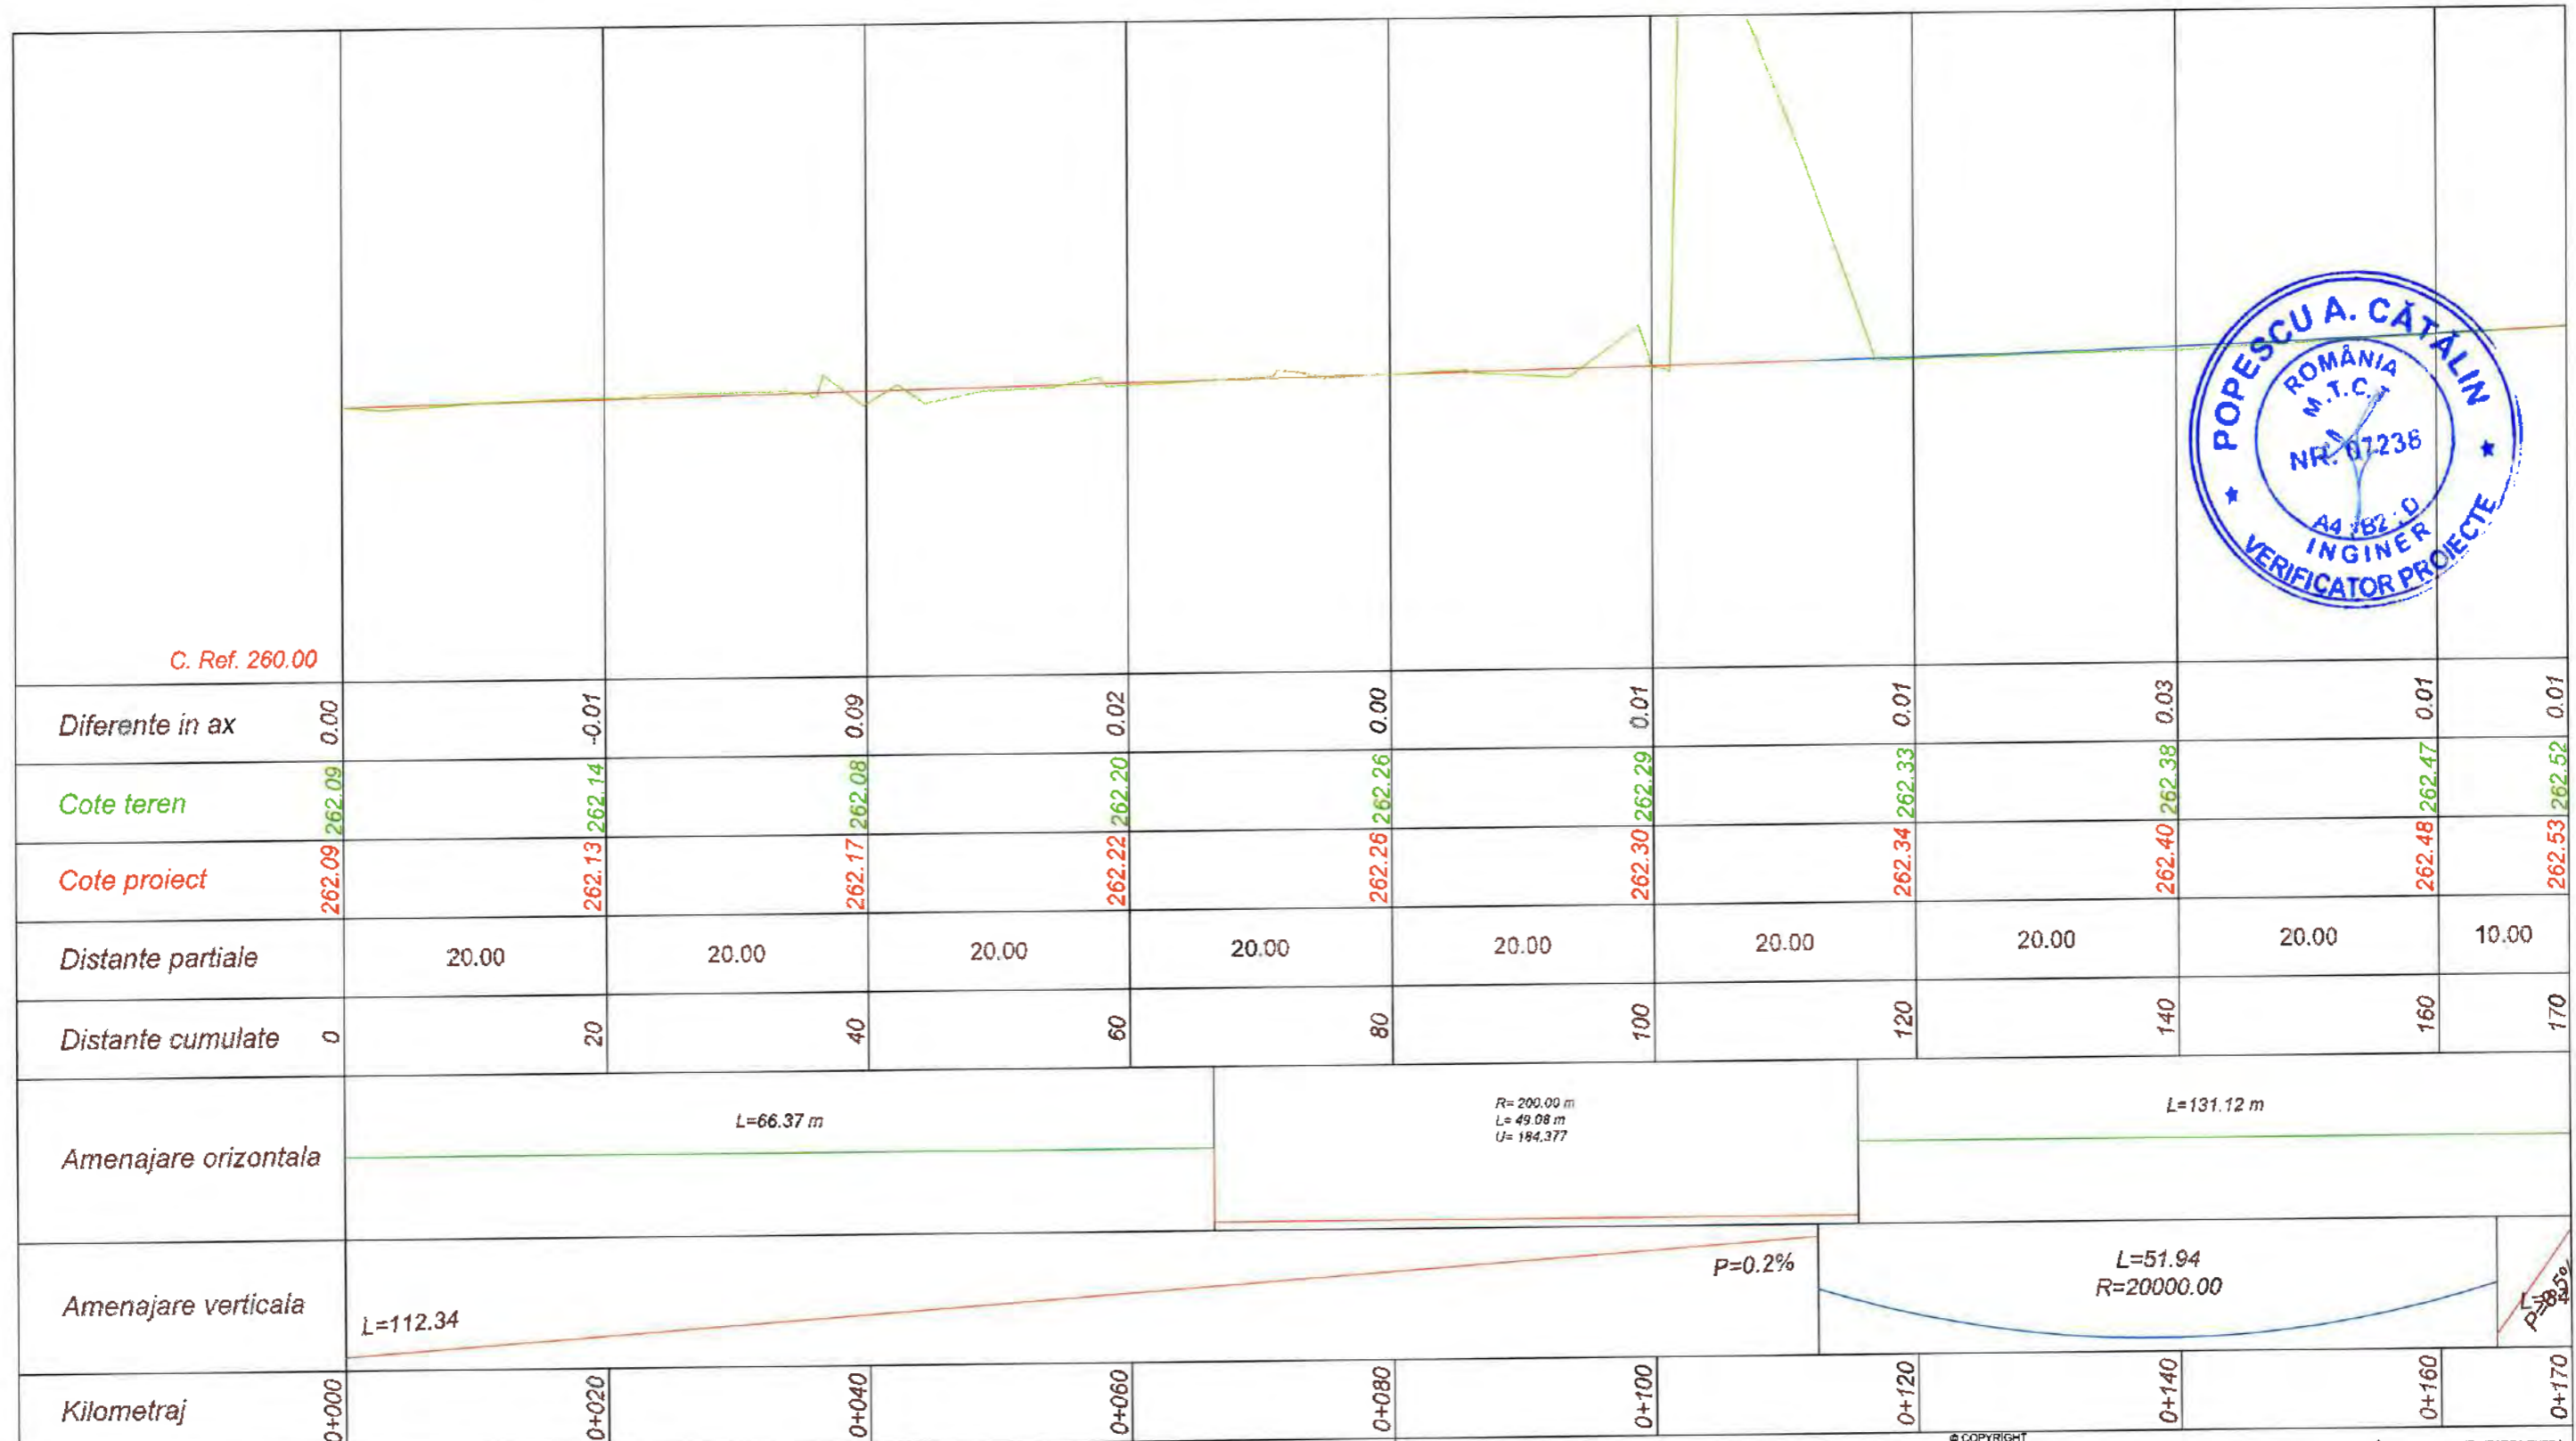 POPESCU A. CĂTĂLIN
ROMÂNIA
M.T.C.T
NR. 07236
INGINER
VERIFICATOR PROIECTE
C. Ref. 260.00
Diferente in ax 0.00 -0.01 0.09 0.02 0.00 0.01 0.01 0.03 0.01 0.01
Cote teren 262.09 262.14 262.08 262.20 262.26 262.29 262.33 262.38 262.47 262.52
Cote proiect 262.09 262.13 262.17 262.22 262.26 262.30 262.34 262.40 262.48 262.53
Distante partiale 20.00 20.00 20.00 20.00 20.00 20.00 20.00 20.00 10.00
Distante cumulate 0 20 40 60 80 100 120 140 160 170
Amenajare orizontala
L=66.37 m
R= 200.00 m
L= 49.08 m
U= 184.377
L=131.12 m
Amenajare verticala
L=112.34
P=0.2%
L=51.94
R=20000.00
Kilometraj 0+000 0+020 0+040 0+060 0+080 0+100 0+120 0+140 0+160 0+170
© COPYRIGHT